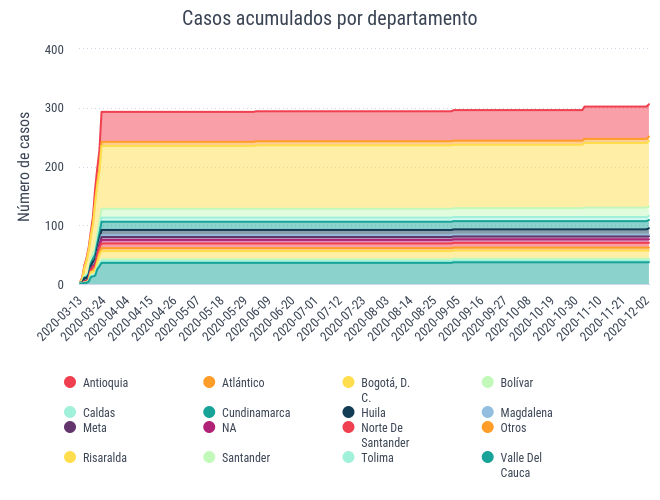 Casos acumulados por departamento
Número de casos
400
300
200
100
0
2020-03-13
2020-03-24
2020-04-04
2020-04-15
2020-04-26
2020-05-07
2020-05-18
2020-05-29
2020-06-09
2020-06-20
2020-07-01
2020-07-12
2020-07-23
2020-08-03
2020-08-14
2020-08-25
2020-09-05
2020-09-16
2020-09-27
2020-10-08
2020-10-19
2020-10-30
2020-11-10
2020-11-21
2020-12-02
Antioquia
Atlántico
Bogotá, D.
C.
Bolívar
Caldas
Cundinamarca
Huila
Magdalena
Meta
NA
Norte De
Santander
Otros
Risaralda
Santander
Tolima
Valle Del
Cauca